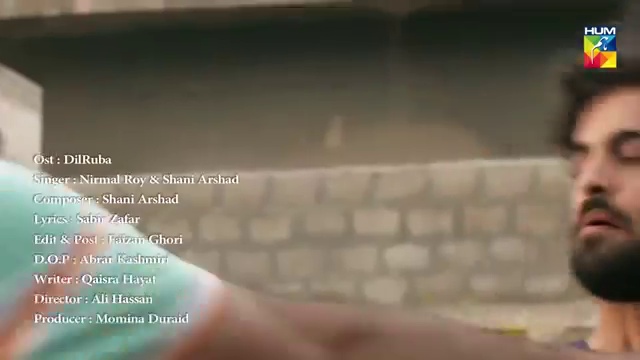 HUM
Ost : DilRuba
Singer : Nirmal Roy & Shani Arshad
Composer : Shani Arshad
Lyrics : Sabir Zafar
Edit & Post : Faizan Ghori
D.O.P : Abrar Kashmiri
Writer : Qaisra Hayat
Director : Ali Hassan
Producer : Momina Duraid